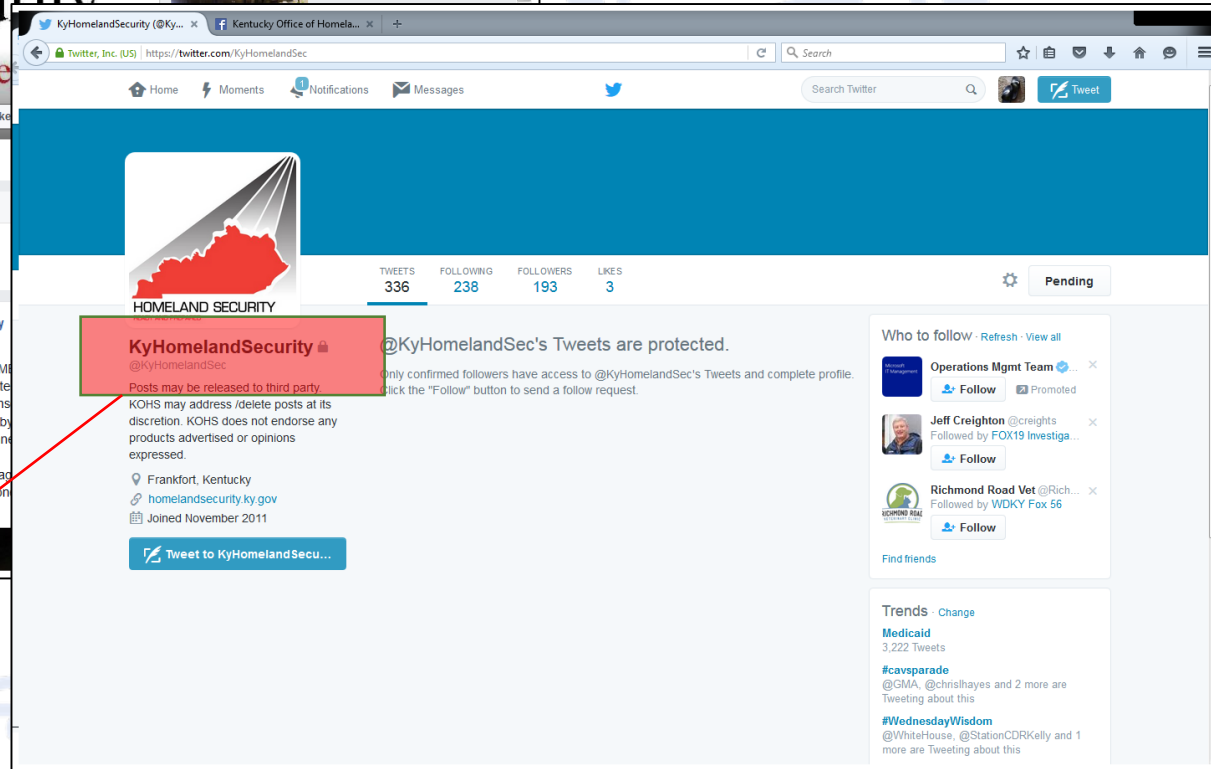 KyHomelandSecurity (@Ky...
Kentucky Office of Homela...
Twitter, Inc. (US)
https://twitter.com/KyHomelandSec
Search
Home
Moments
1
Notifications
Messages
Search Twitter
Tweet
HOMELAND SECURITY
TWEETS
336
FOLLOWING
238
FOLLOWERS
193
LIKES
3
Pending
KyHomelandSecurity
@KyHomelandSec
Posts may be released to third party.
KOHS may address /delete posts at its
discretion. KOHS does not endorse any
products advertised or opinions
expressed.
Frankfort, Kentucky
homelandsecurity.ky.gov
Joined November 2011
Tweet to KyHomelandSecu...
@KyHomelandSec's Tweets are protected.
Only confirmed followers have access to @KyHomelandSec's Tweets and complete profile.
Click the "Follow" button to send a follow request.
Who to follow · Refresh · View all
Microsoft
IT Management
Operations Mgmt Team ...
Follow
Promoted
Jeff Creighton @creights
Followed by FOX19 Investiga...
Follow
RICHMOND ROAD
Richmond Road Vet @Rich...
Followed by WDKY Fox 56
Follow
Find friends
Trends · Change
Medicaid
3,222 Tweets
#cavsparade
@GMA, @chrislhayes and 2 more are
Tweeting about this
#WednesdayWisdom
@WhiteHouse, @StationCDRKelly and 1
more are Tweeting about this